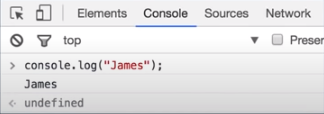 Elements Console Sources Network
top Preser
> console.log("James");
James
<· undefined